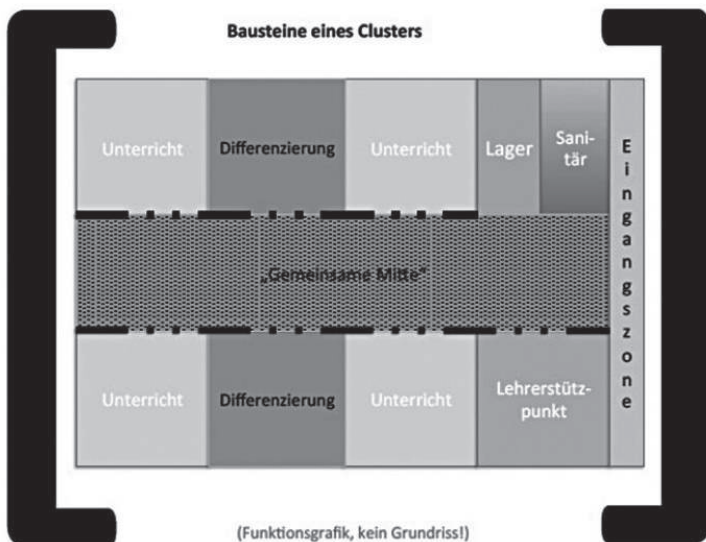 Bausteine eines Clusters
Unterricht
Differenzierung
Unterricht
Lager
Sani-
tär
Eingangszone
„Gemeinsame Mitte“
Unterricht
Differenzierung
Unterricht
Lehrerstütz-
punkt
(Funktionsgrafik, kein Grundriss!)